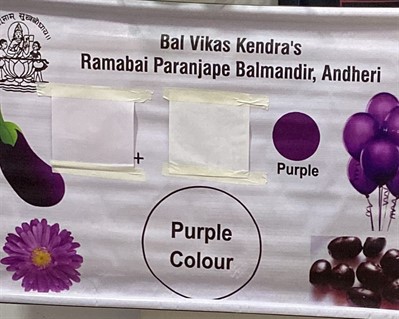 Bal Vikas Kendra's
Ramabai Paranjape Balmandir, Andheri
+
Purple
Purple
Colour